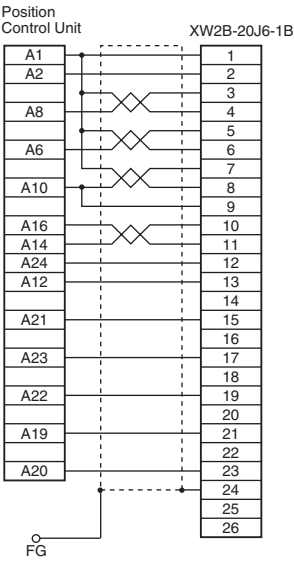 Position
Control Unit
XW2B-20J6-1B
A1
1
A2
2
3
A8
4
5
A6
6
7
A10
8
9
A16
10
A14
11
A24
12
A12
13
14
A21
15
16
A23
17
18
A22
19
20
A19
21
22
A20
23
24
25
26
FG